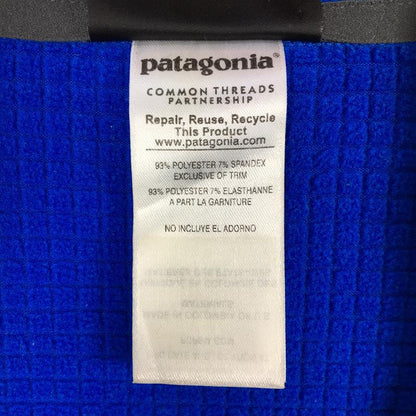 patagonia®
COMMON THREADS
PARTNERSHIP
Repair, Reuse, Recycle
This Product
www.patagonia.com
93% POLYESTER 7% SPANDEX
EXCLUSIVE OF TRIM
93% POLYESTER 7% ELASTHANNE
A PART LA GARNITURE
NO INCLUYE EL ADORNO